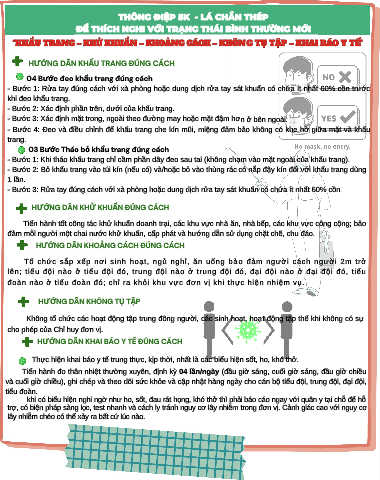 THÔNG ĐIỆP 5K - LÁ CHẮN THÉP
ĐỂ THÍCH NGHI VỚI TRẠNG THÁI BÌNH THƯỜNG MỚI
"KHẨU TRANG – KHỬ KHUẨN – KHOẢNG CÁCH – KHÔNG TỤ TẬP – KHAI BÁO Y TẾ"
HƯỚNG DẪN KHẨU TRANG ĐÚNG CÁCH
04 Bước đeo khẩu trang đúng cách
- Bước 1: Rửa tay đúng cách với xà phòng hoặc dung dịch rửa tay sát khuẩn có chứa ít nhất 60% cồn trước
khi đeo khẩu trang.
- Bước 2: Xác định phần trên, dưới của khẩu trang.
- Bước 3: Xác định mặt trong, ngoài theo đường may hoặc mặt đậm hơn ở bên ngoài.
- Bước 4: Đeo và điều chỉnh để khẩu trang che kín mũi, miệng đảm bảo không có khe hở giữa mặt và khẩu
trang.
NO
YES
No mask, no entry.
03 Bước Tháo bỏ khẩu trang đúng cách
- Bước 1: Khi tháo khẩu trang chỉ cầm phần dây đeo sau tai (không chạm vào mặt ngoài của khẩu trang).
- Bước 2: Bỏ khẩu trang vào túi kín (nếu có) và/hoặc bỏ vào thùng rác có nắp đậy kín đối với khẩu trang dùng
1 lần.
- Bước 3: Rửa tay đúng cách với xà phòng hoặc dung dịch rửa tay sát khuẩn có chứa ít nhất 60% cồn
HƯỚNG DẪN KHỬ KHUẨN ĐÚNG CÁCH
Tiến hành tốt công tác khử khuẩn doanh trại, các khu vực nhà ăn, nhà bếp, các khu vực công cộng; bảo
đảm mỗi người một chai nước khử khuẩn, cấp phát và hướng dẫn sử dụng chặt chẽ, chu đáo.
HƯỚNG DẪN KHOẢNG CÁCH ĐÚNG CÁCH
Tổ chức sắp xếp nơi sinh hoạt, ngủ nghỉ, ăn uống bảo đảm người cách người 2m trở
lên; tiểu đội nào ở tiểu đội đó, trung đội nào ở trung đội đó, đại đội nào ở đại đội đó, tiểu
đoàn nào ở tiểu đoàn đó; chỉ ra khỏi khu vực đơn vị khi thực hiện nhiệm vụ.
HƯỚNG DẪN KHÔNG TỤ TẬP
Không tổ chức các hoạt động tập trung đông người, các sinh hoạt, hoạt động tập thể khi không có sự
cho phép của Chỉ huy đơn vị.
HƯỚNG DẪN KHAI BÁO Y TẾ ĐÚNG CÁCH
Thực hiện khai báo y tế trung thực, kịp thời, nhất là các biểu hiện sốt, ho, khó thở.
Tiến hành đo thân nhiệt thường xuyên, định kỳ 04 lần/ngày (đầu giờ sáng, cuối giờ sáng, đầu giờ chiều
và cuối giờ chiều), ghi chép và theo dõi sức khỏe và cập nhật hàng ngày cho cán bộ tiểu đội, trung đội, đại đội,
tiểu đoàn.
khi có biểu hiện nghi ngờ như ho, sốt, đau rát họng, khó thở thì phải báo cáo ngay với quân y tại chỗ để hỗ
trợ, có biện pháp sàng lọc, test nhanh và cách ly tránh nguy cơ lây nhiễm trong đơn vị. Cảnh giác cao với nguy cơ
lây nhiễm chéo có thể xảy ra bất cứ lúc nào.